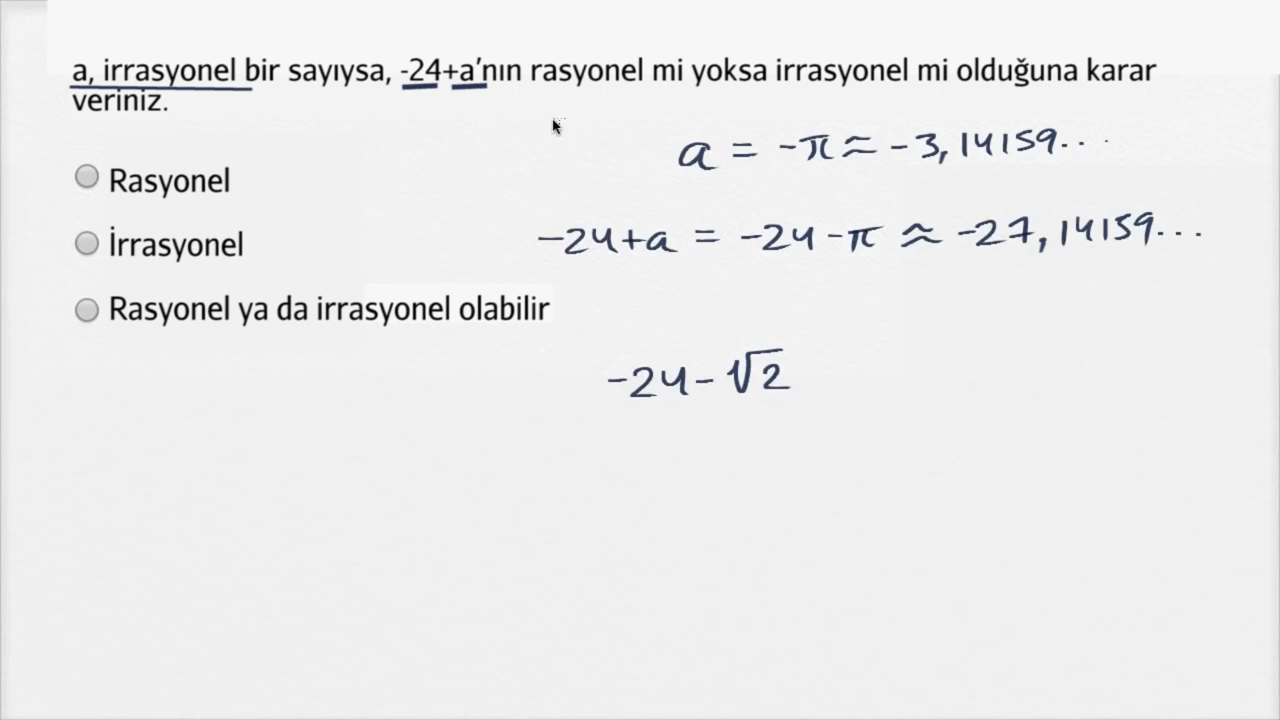 a, irrasyonel bir sayıysa, -24+a'nın rasyonel mi yoksa irrasyonel mi olduğuna karar
veriniz.
a = -π ≈ -3,14159...
Rasyonel
-24+a = -24-π ≈ -27,14159...
İrrasyonel
Rasyonel ya da irrasyonel olabilir
-24-√2